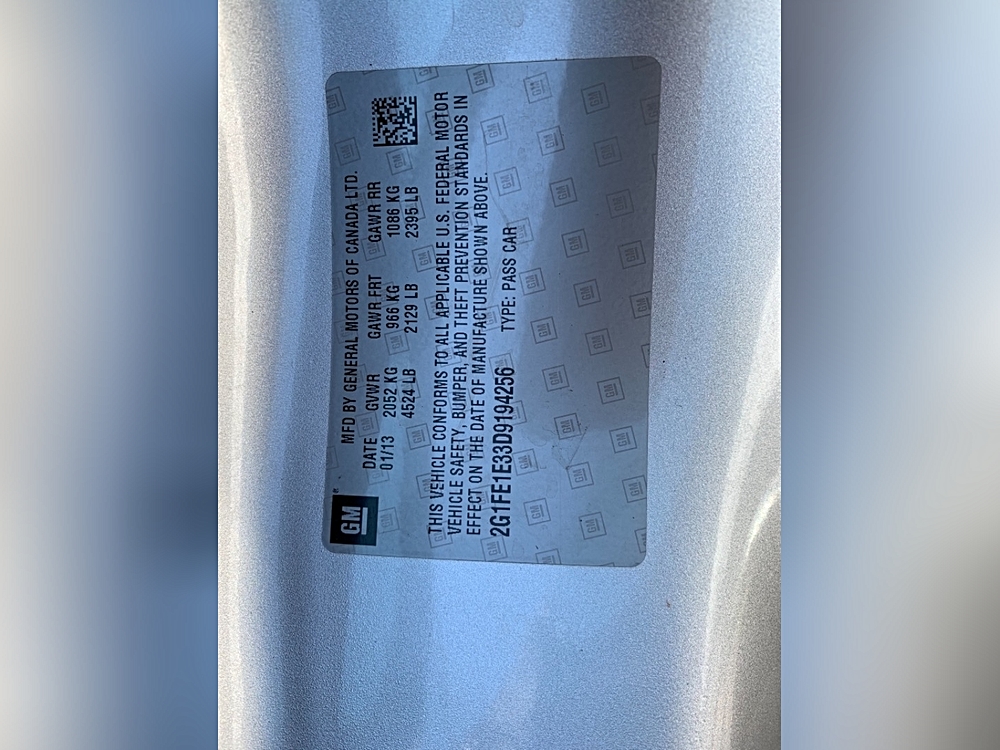 GM
MFD BY GENERAL MOTORS OF CANADA LTD.
DATE GVWR GAWR FRT GAWR RR
01/13 2052 KG 966 KG 1086 KG
4524 LB 2129 LB 2395 LB
THIS VEHICLE CONFORMS TO ALL APPLICABLE U.S. FEDERAL MOTOR
VEHICLE SAFETY, BUMPER, AND THEFT PREVENTION STANDARDS IN
EFFECT ON THE DATE OF MANUFACTURE SHOWN ABOVE.
2G1FE1E33D9194256 TYPE: PASS CAR